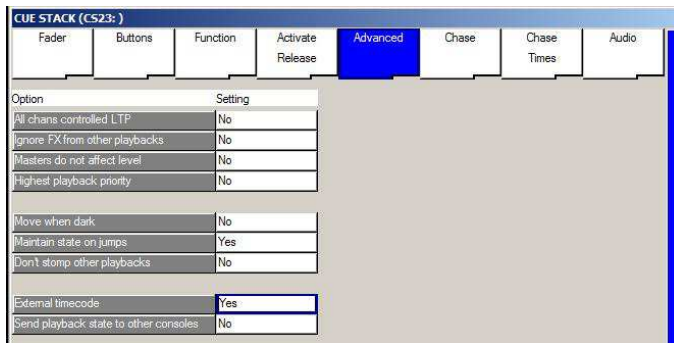 CUE STACK (CS23: )
Fader Buttons Function Activate Release Advanced Chase Chase Times Audio
Option Setting
All chans controlled LTP No
Ignore FX from other playbacks No
Masters do not affect level No
Highest playback priority No
Move when dark No
Maintain state on jumps Yes
Don't stomp other playbacks No
External timecode Yes
Send playback state to other consoles No